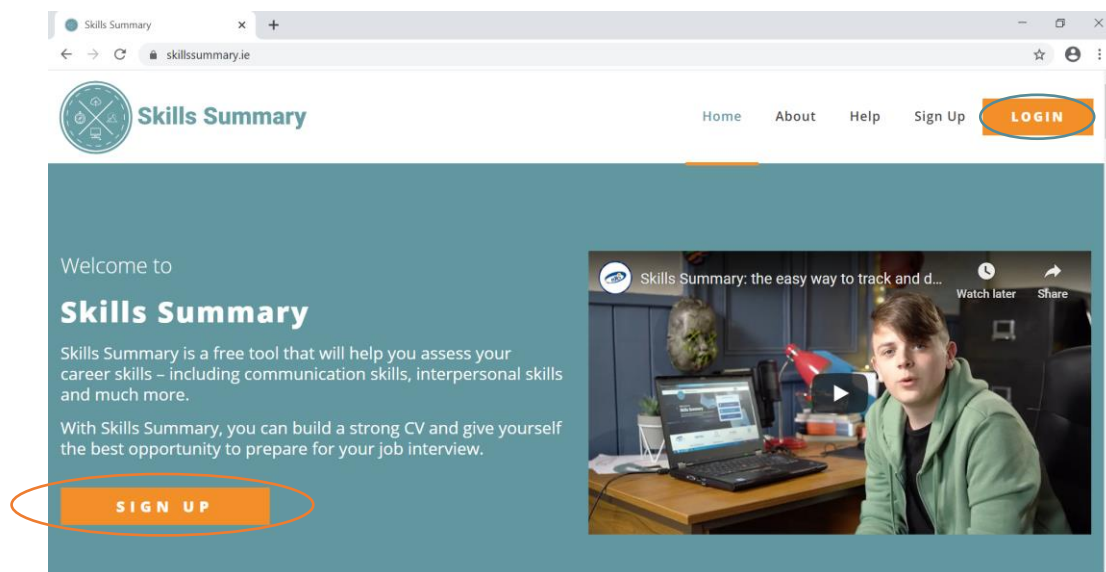 Skills Summary
skillssummary.ie
Skills Summary
Home About Help Sign Up LOGIN
Welcome to
Skills Summary
Skills Summary is a free tool that will help you assess your
career skills – including communication skills, interpersonal skills
and much more.
With Skills Summary, you can build a strong CV and give yourself
the best opportunity to prepare for your job interview.
SIGN UP
Skills Summary: the easy way to track and d...
Watch later Share